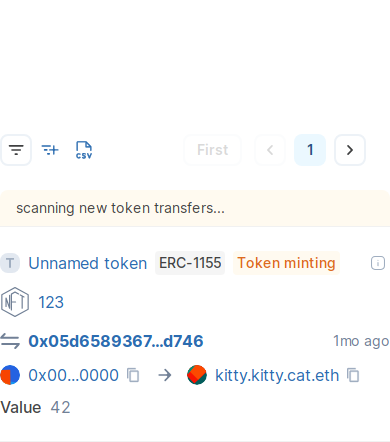 CSV
First
1
scanning new token transfers...
T Unnamed token ERC-1155 Token minting
NFT 123
0x05d6589367...d746 1mo ago
0x00...0000 kitty.kitty.cat.eth
Value 42